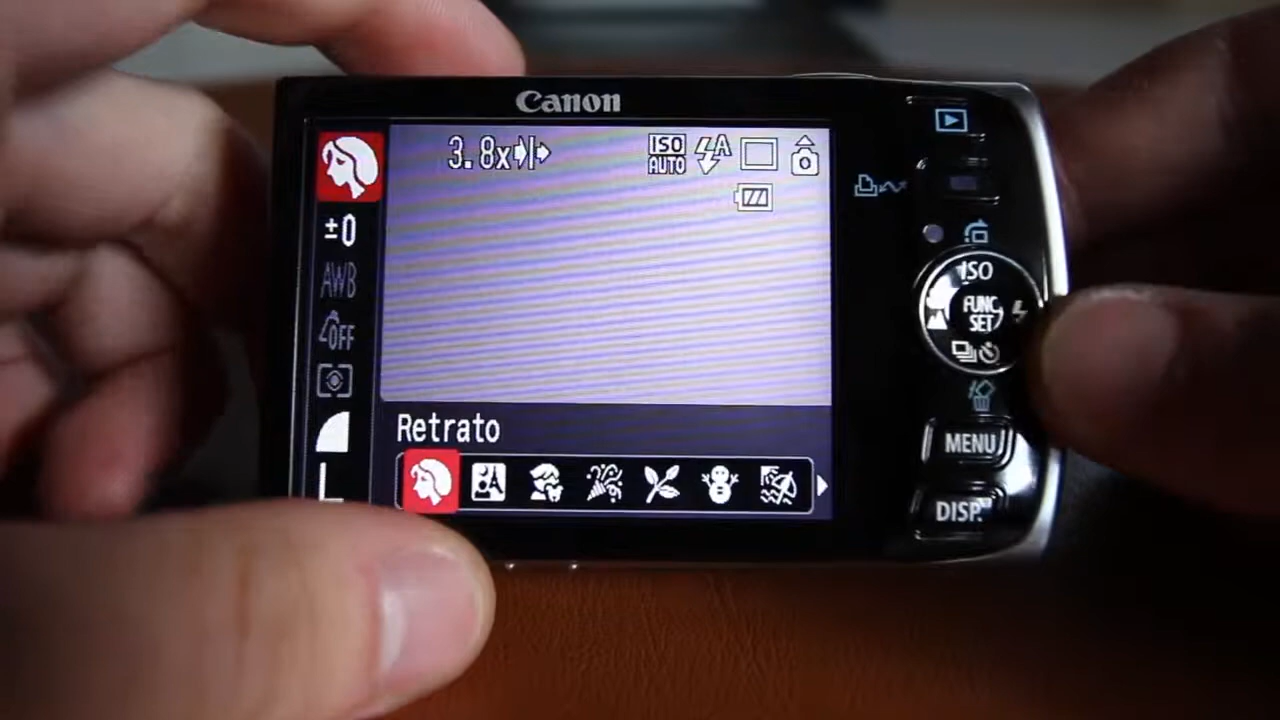 Canon
3.8x
ISO
AUTO
A
±0
AWB
OFF
L
Retrato
ISO
FUNC.
SET
MENU
DISP.